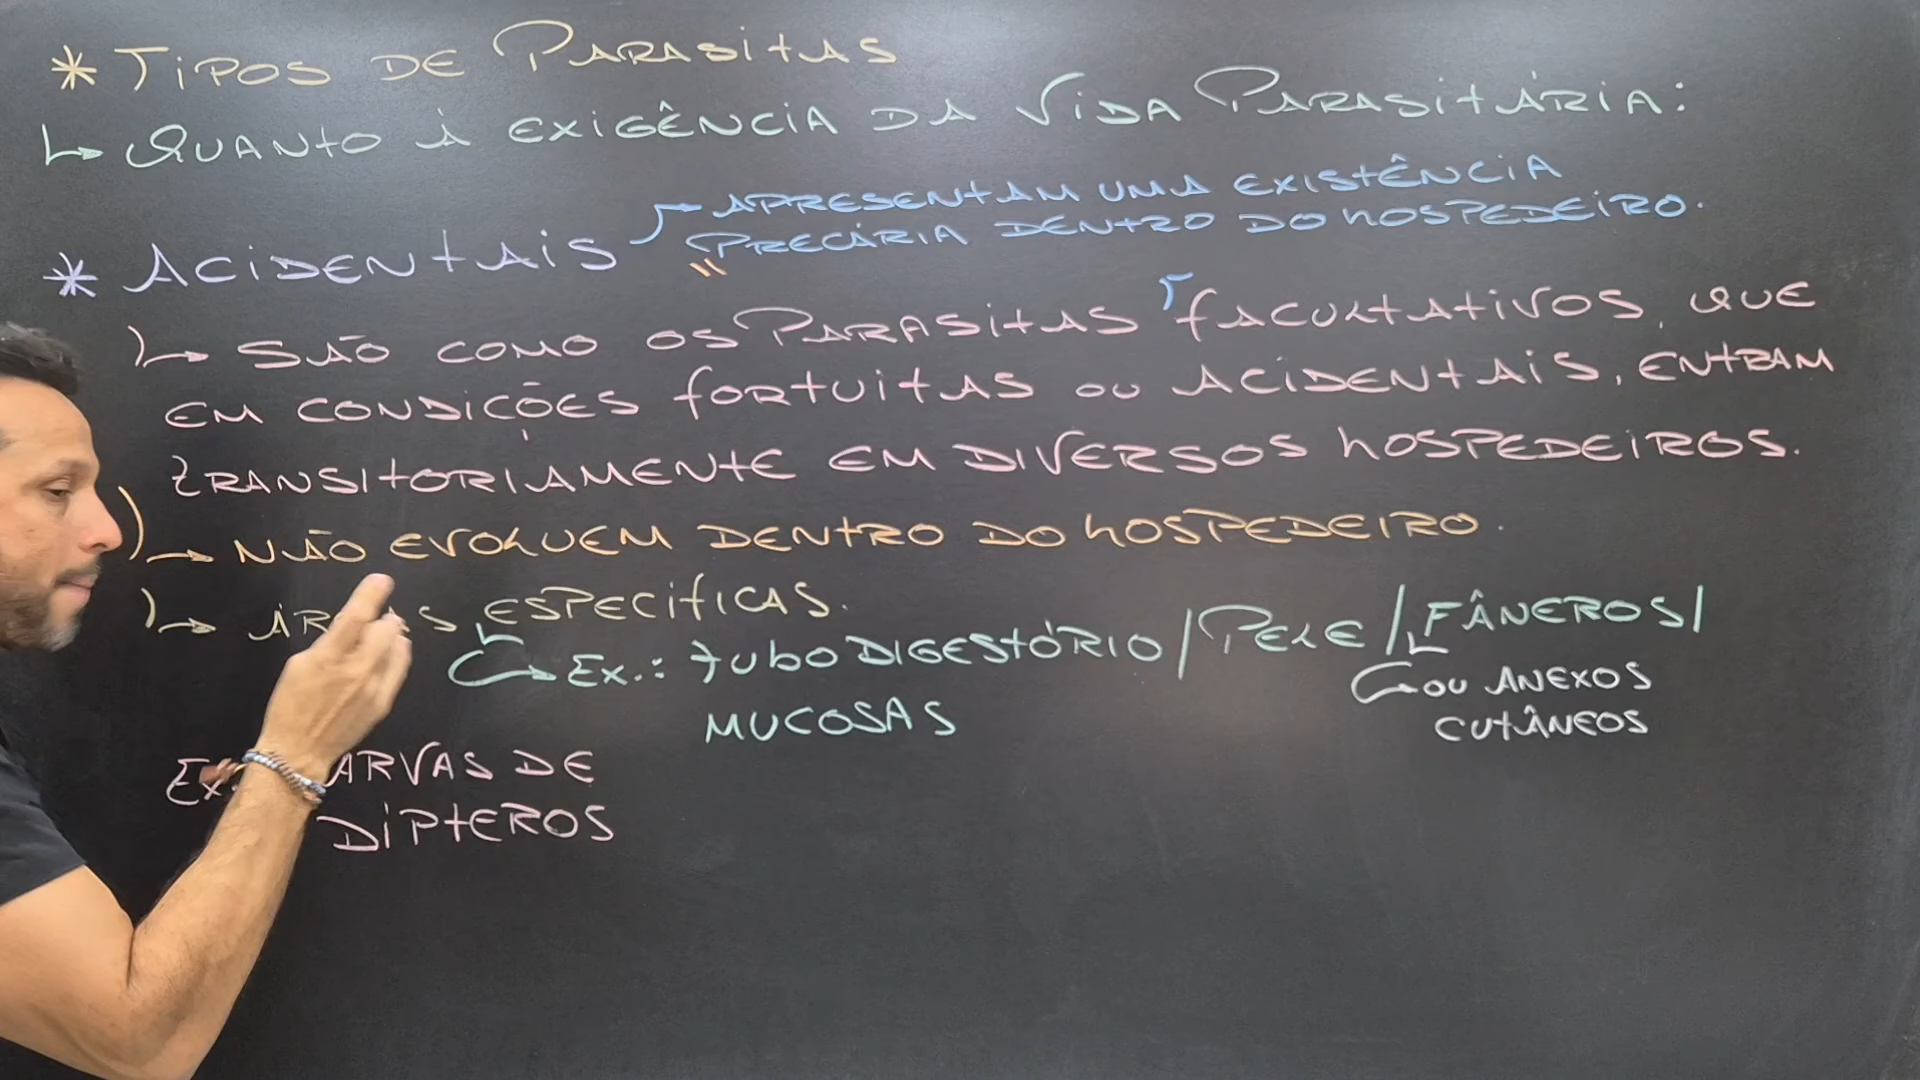 * TIPOS DE PARASITAS
↳ QUANTO À EXIGÊNCIA DA VIDA PARASITÁRIA:
APRESENTAM UMA EXISTÊNCIA
PRECÁRIA DENTRO DO HOSPEDEIRO.
* ACIDENTAIS
"
↳ SÃO COMO OS PARASITAS FACULTATIVOS, QUE
EM CONDIÇÕES FORTUITAS OU ACIDENTAIS, ENTRAM
TRANSITORIAMENTE EM DIVERSOS HOSPEDEIROS.
↳ NÃO EVOLUEM DENTRO DO HOSPEDEIRO.
↳ ESPECÍFICAS.
↳ EX.: TUBO DIGESTÓRIO / PELE / FÂNEROS /
MUCOSAS
↳ OU ANEXOS
CUTÂNEOS
EX DE
DÍPTEROS